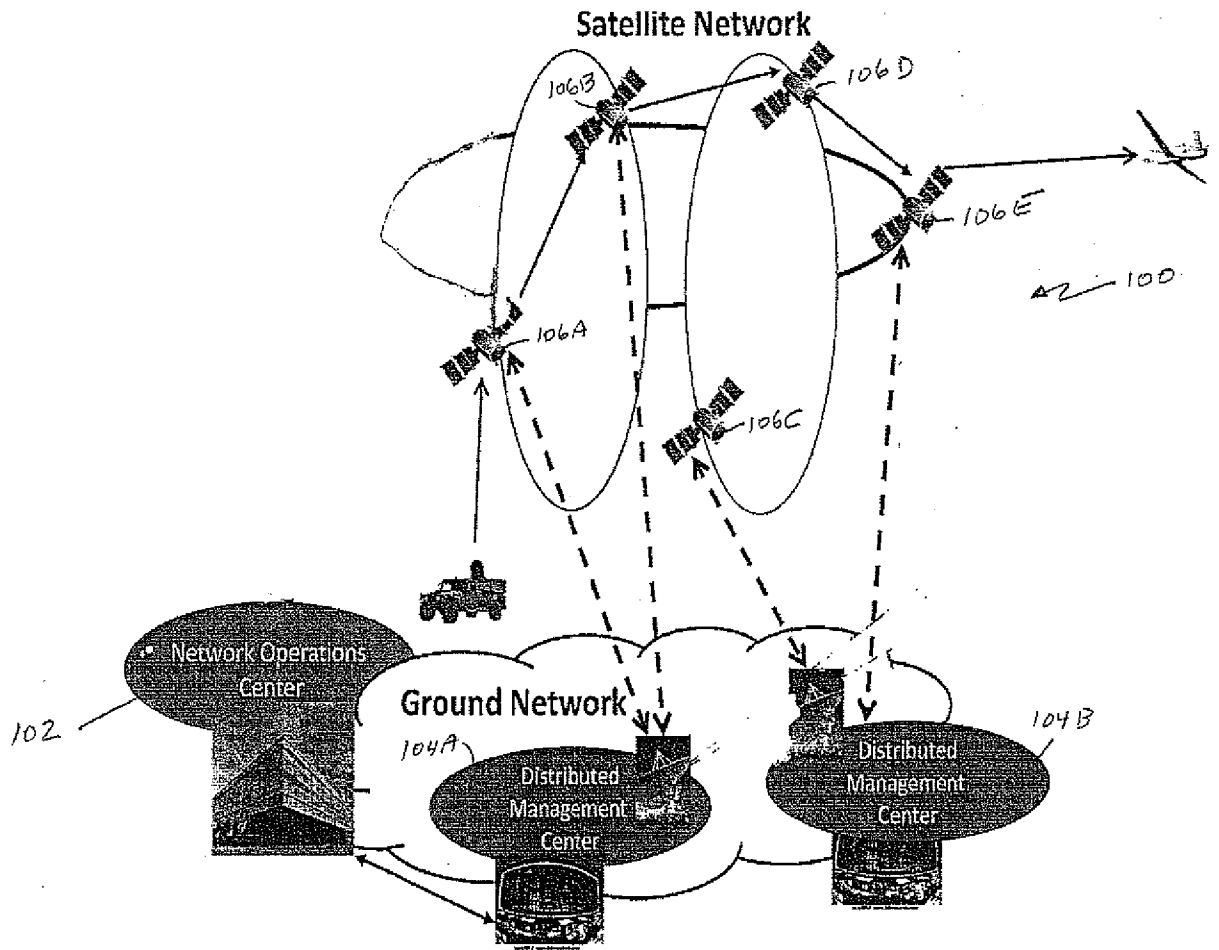 Satellite Network
106B
106D
106E
100
106A
106C
Network Operations
Center
Ground Network
102
104A
104B
Distributed
Management
Center
Distributed
Management
Center